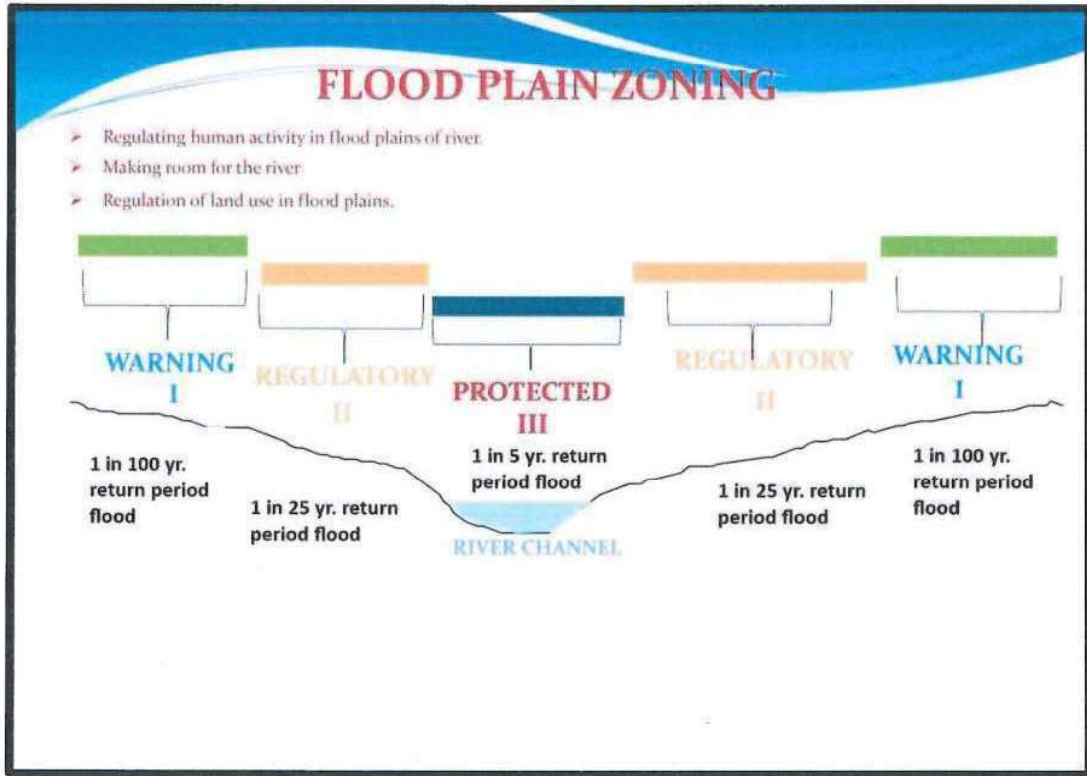 FLOOD PLAIN ZONING
➢ Regulating human activity in flood plains of river.
➢ Making room for the river
➢ Regulation of land use in flood plains.
WARNING
I
REGULATORY
II
PROTECTED
III
REGULATORY
II
WARNING
I
1 in 100 yr.
return period
flood
1 in 25 yr. return
period flood
1 in 5 yr. return
period flood
1 in 25 yr. return
period flood
1 in 100 yr.
return period
flood
RIVER CHANNEL